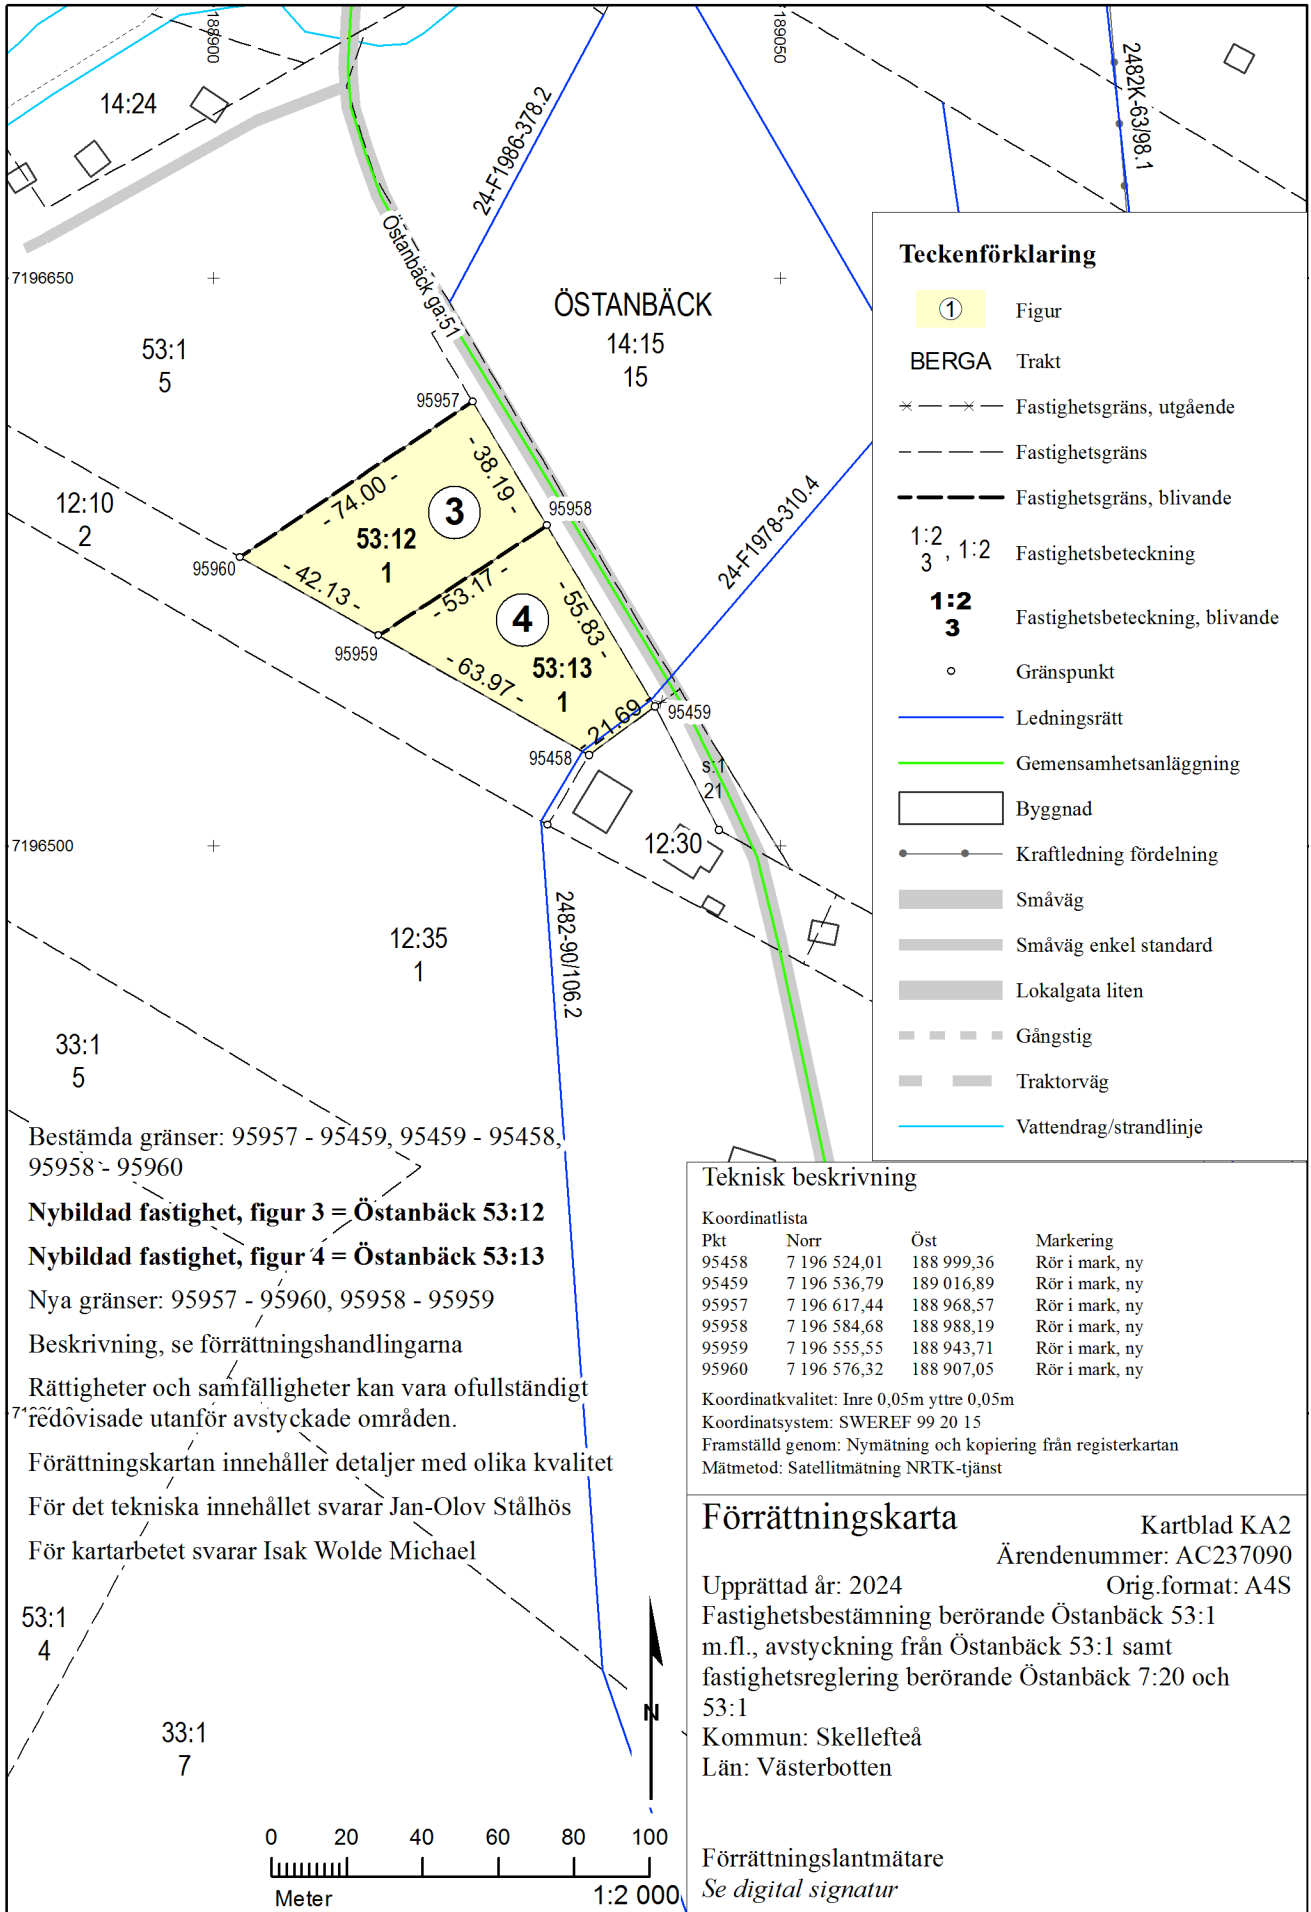 188900
189050
2482K-63/98.1
14:24
24-F1986-378.2
Östanbäck ga:51
7196650
ÖSTANBÄCK
14:15
15
53:1
5
95957
- 38.19 -
- 74.00 -
3
95958
12:10
2
53:12
1
24-F1978-310.4
95960
- 42.13 -
- 53.17 -
- 55.83 -
4
95959
- 63.97 -
53:13
1
- 21.69 -
95459
95458
s:1
21
7196500
12:30
2482-90/106.2
12:35
1
33:1
5
Teckenförklaring
1 Figur
BERGA Trakt
Fastighetsgräns, utgående
Fastighetsgräns
Fastighetsgräns, blivande
1:2
3 , 1:2 Fastighetsbeteckning
1:2
3 Fastighetsbeteckning, blivande
Gränspunkt
Ledningsrätt
Gemensamhetsanläggning
Byggnad
Kraftledning fördelning
Småväg
Småväg enkel standard
Lokalgata liten
Gångstig
Traktorväg
Vattendrag/strandlinje
Bestämda gränser: 95957 - 95459, 95459 - 95458,
95958 - 95960
Nybildad fastighet, figur 3 = Östanbäck 53:12
Nybildad fastighet, figur 4 = Östanbäck 53:13
Nya gränser: 95957 - 95960, 95958 - 95959
Beskrivning, se förrättningshandlingarna
Rättigheter och samfälligheter kan vara ofullständigt
redovisade utanför avstyckade områden.
Förättningskartan innehåller detaljer med olika kvalitet
För det tekniska innehållet svarar Jan-Olov Stålhös
För kartarbetet svarar Isak Wolde Michael
53:1
4
33:1
7
N
0 20 40 60 80 100
Meter 1:2 000
Teknisk beskrivning
Koordinatlista
Pkt Norr Öst Markering
95458 7 196 524,01 188 999,36 Rör i mark, ny
95459 7 196 536,79 189 016,89 Rör i mark, ny
95957 7 196 617,44 188 968,57 Rör i mark, ny
95958 7 196 584,68 188 988,19 Rör i mark, ny
95959 7 196 555,55 188 943,71 Rör i mark, ny
95960 7 196 576,32 188 907,05 Rör i mark, ny
Koordinatkvalitet: Inre 0,05m yttre 0,05m
Koordinatsystem: SWEREF 99 20 15
Framställd genom: Nymätning och kopiering från registerkartan
Mätmetod: Satellitmätning NRTK-tjänst
Förrättningskarta
Kartblad KA2
Ärendenummer: AC237090
Upprättad år: 2024 Orig.format: A4S
Fastighetsbestämning berörande Östanbäck 53:1
m.fl., avstyckning från Östanbäck 53:1 samt
fastighetsreglering berörande Östanbäck 7:20 och
53:1
Kommun: Skellefteå
Län: Västerbotten
Förrättningslantmätare
Se digital signatur